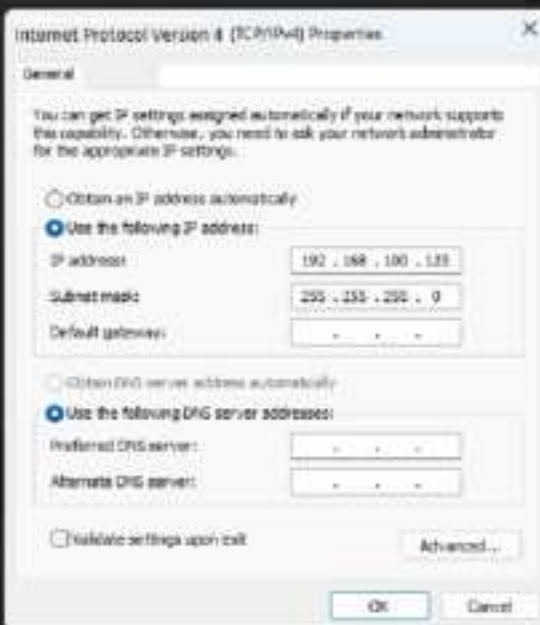 Internet Protocol Version 4 (TCP/IPv4) Properties
General
You can get IP settings assigned automatically if your network supports
this capability. Otherwise, you need to ask your network administrator
for the appropriate IP settings.
Obtain an IP address automatically
Use the following IP address:
IP address: 192 . 168 . 100 .
Subnet mask: 255 . 255 . 255 . 0
Default gateway: . . .
Obtain DNS server address automatically
Use the following DNS server addresses:
Preferred DNS server: . . .
Alternate DNS server: . . .
Validate settings upon exit
Advanced...
OK Cancel